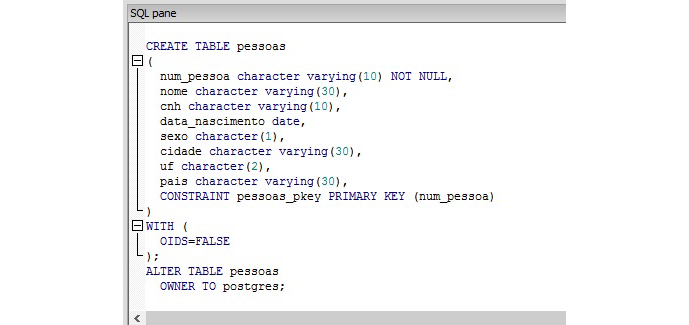 SQL pane
CREATE TABLE pessoas
(
num_pessoa character varying(10) NOT NULL,
nome character varying(30),
cnh character varying(10),
data_nascimento date,
sexo character(1),
cidade character varying(30),
uf character(2),
pais character varying(30),
CONSTRAINT pessoas_pkey PRIMARY KEY (num_pessoa)
)
WITH (
OIDS=FALSE
);
ALTER TABLE pessoas
OWNER TO postgres;